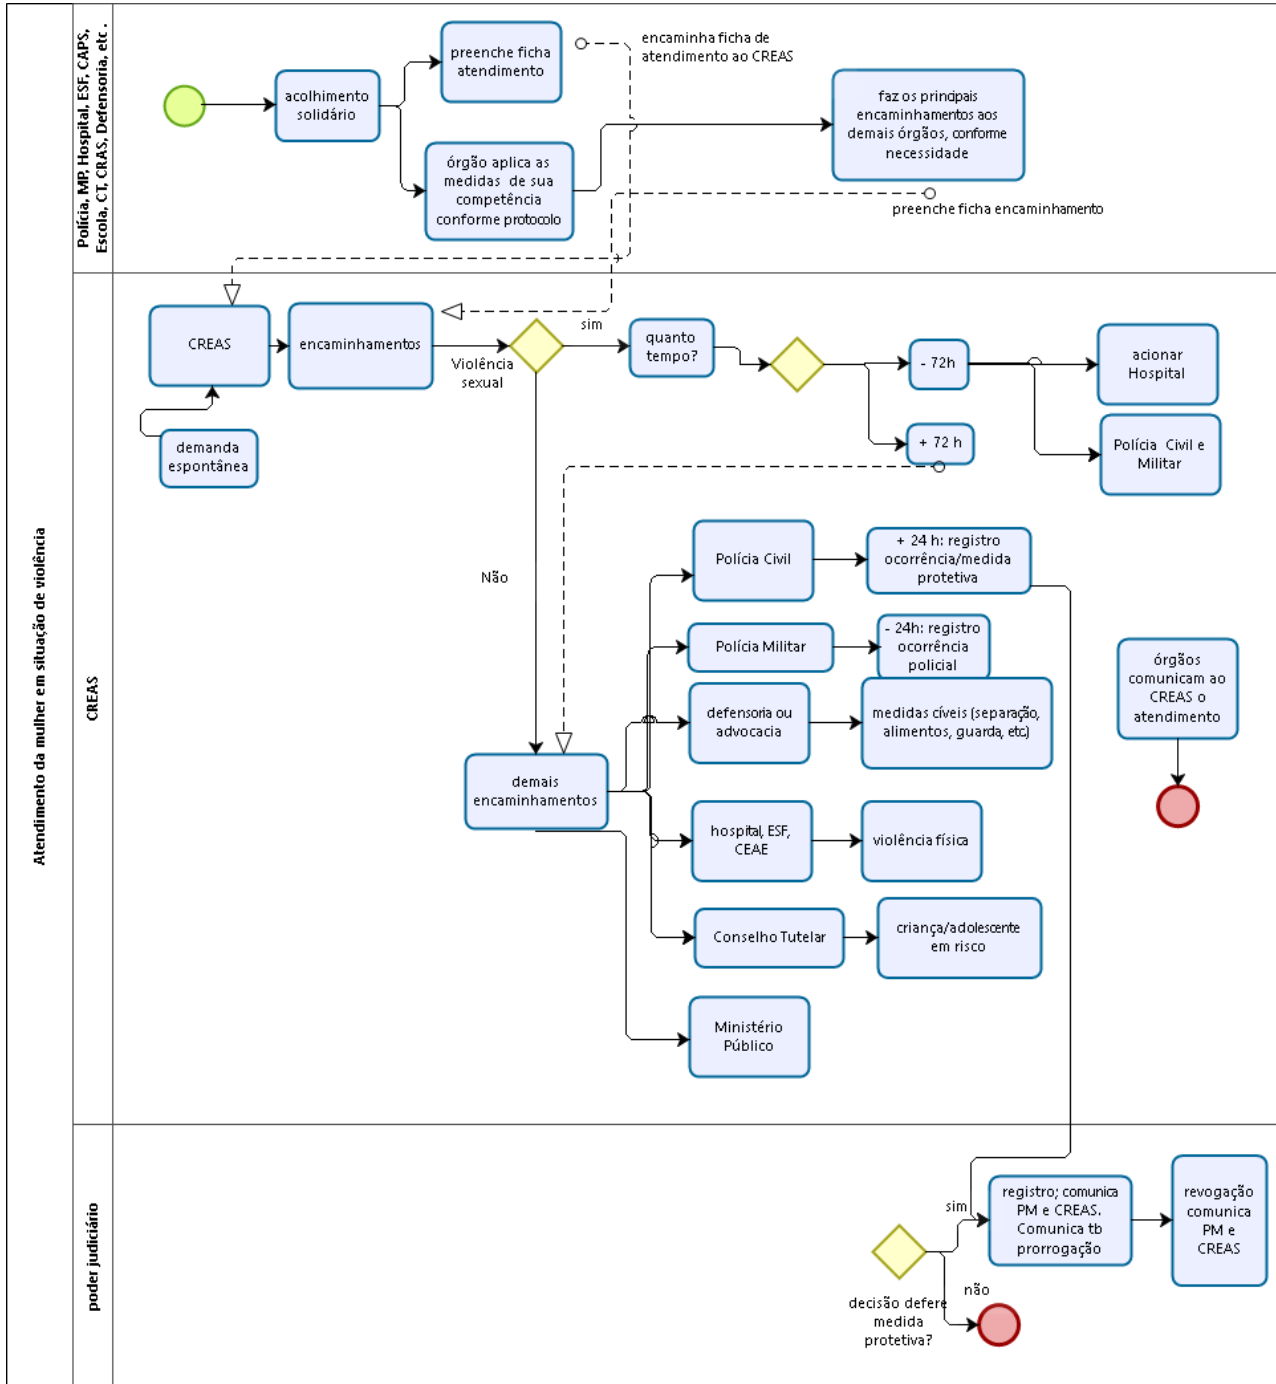 Atendimento da mulher em situação de violência
Polícia, MP, Hospital, ESF, CAPS,
Escola, CT, CRAS, Defensoria, etc .
acolhimento
solidário
preenche ficha
atendimento
encaminha ficha de
atendimento ao CREAS
órgão aplica as
medidas de sua
competência
conforme protocolo
faz os principais
encaminhamentos aos
demais órgãos, conforme
necessidade
preenche ficha encaminhamento
CREAS
CREAS
demanda
espontânea
encaminhamentos
Violência
sexual
sim
quanto
tempo?
- 72h
+ 72 h
acionar
Hospital
Polícia Civil e
Militar
Não
demais
encaminhamentos
Polícia Civil
+ 24 h: registro
ocorrência/medida
protetiva
Polícia Militar
- 24h: registro
ocorrência
policial
defensoria ou
advocacia
medidas cíveis (separação,
alimentos, guarda, etc)
hospital, ESF,
CEAE
violência física
Conselho Tutelar
criança/adolescente
em risco
Ministério
Público
órgãos
comunicam ao
CREAS o
atendimento
poder judiciário
decisão defere
medida
protetiva?
sim
não
registro; comunica
PM e CREAS.
Comunica tb
prorrogação
revogação
comunica
PM e
CREAS